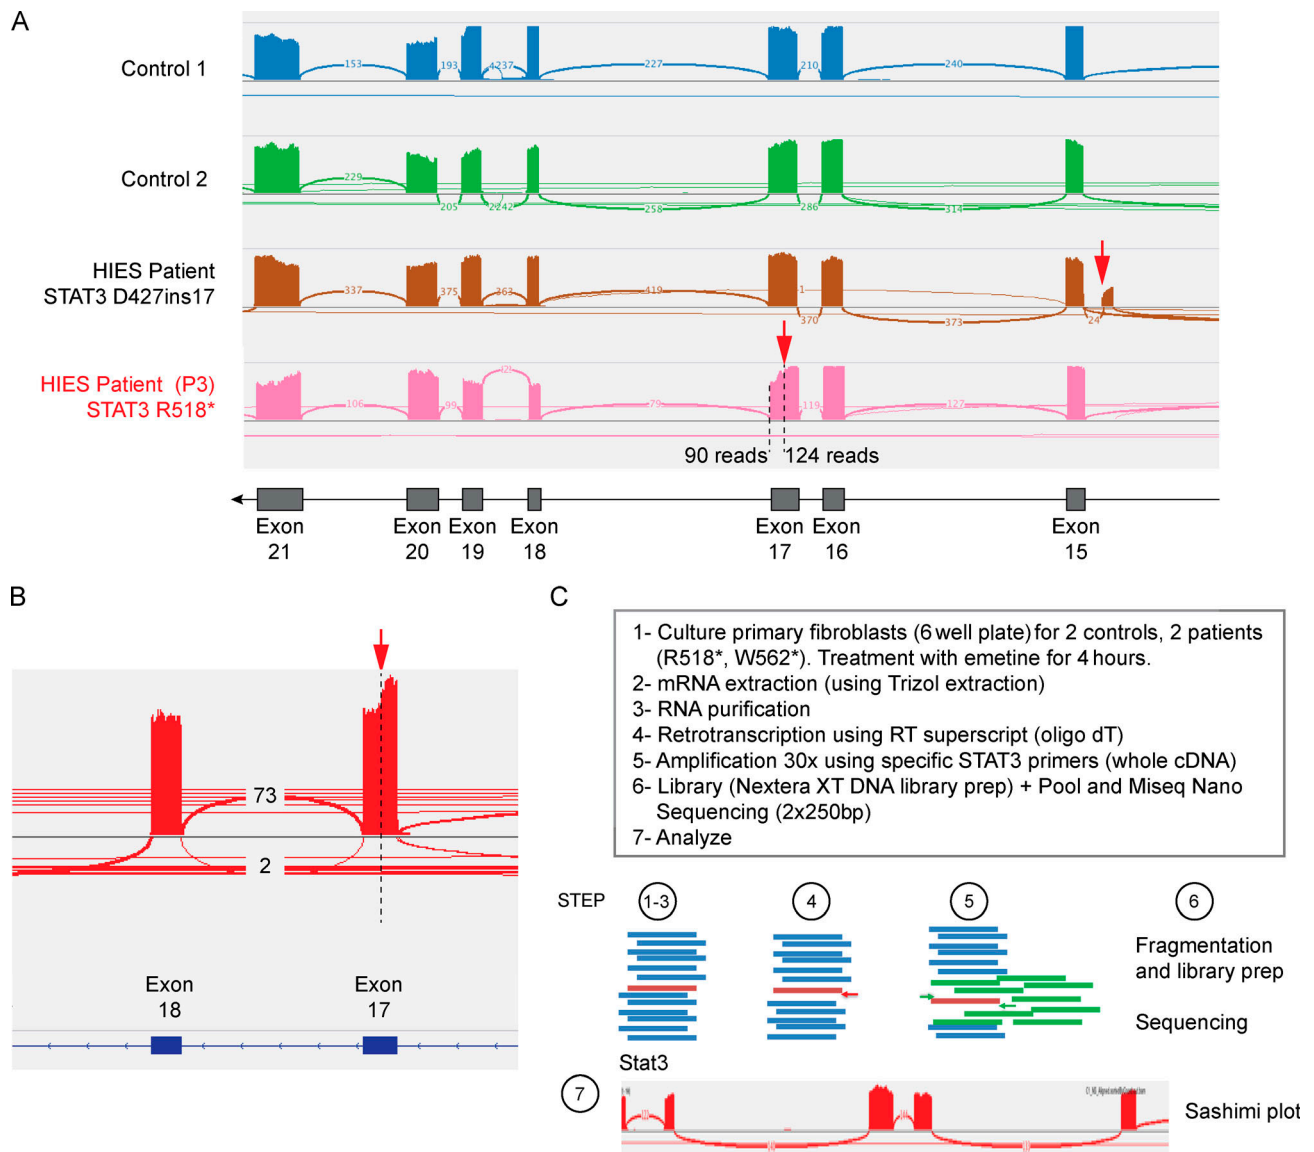 A
Control 1
153
193
4237
227
210
240
Control 2
229
205
2242
258
286
314
HIES Patient
STAT3 D427ins17
337
375
363
419
1
370
373
24
HIES Patient (P3)
STAT3 R518*
106
99
79
119
127
90 reads
124 reads
Exon
21
Exon
20
Exon
19
Exon
18
Exon
17
Exon
16
Exon
15
B
73
2
Exon
18
Exon
17
C
1- Culture primary fibroblasts (6 well plate) for 2 controls, 2 patients
(R518*, W562*). Treatment with emetine for 4 hours.
2- mRNA extraction (using Trizol extraction)
3- RNA purification
4- Retrotranscription using RT superscript (oligo dT)
5- Amplification 30x using specific STAT3 primers (whole cDNA)
6- Library (Nextera XT DNA library prep) + Pool and Miseq Nano
Sequencing (2x250bp)
7- Analyze
STEP
1-3
4
5
6
Fragmentation
and library prep
Sequencing
Stat3
7
Sashimi plot